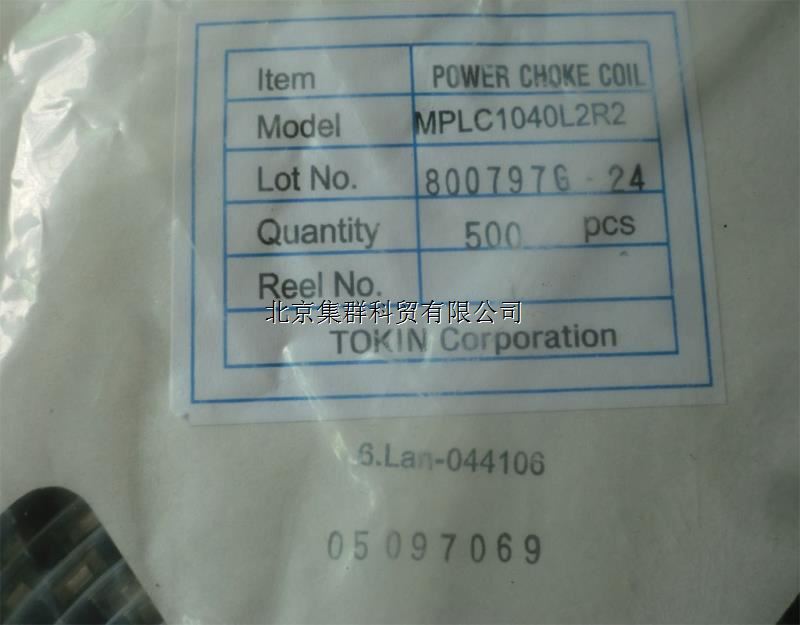 Item POWER CHOKE COIL
Model MPLC1040L2R2
Lot No. 8007976-24
Quantity 500 pcs
Reel No.
北京集群科贸有限公司
TOKIN Corporation
6.Lan-044106
05097069